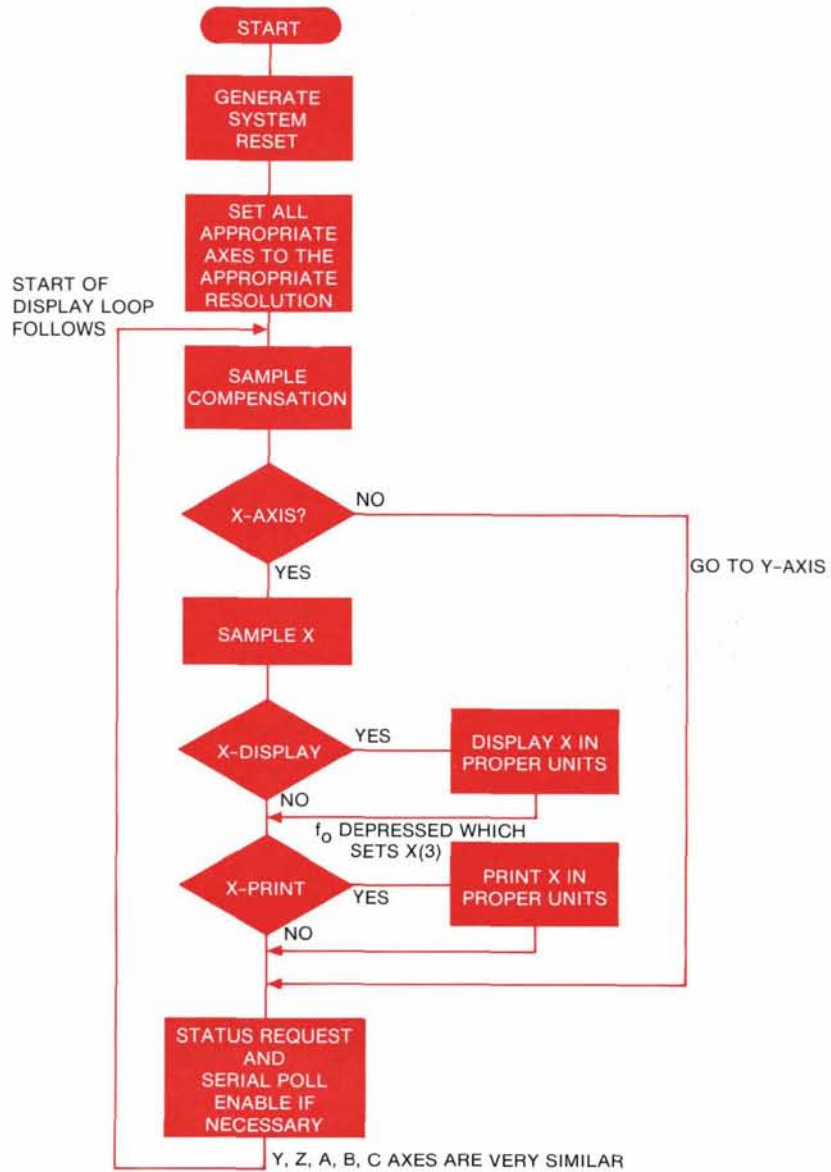 START
GENERATE
SYSTEM
RESET
SET ALL
APPROPRIATE
AXES TO THE
APPROPRIATE
RESOLUTION
START OF
DISPLAY LOOP
FOLLOWS
SAMPLE
COMPENSATION
X-AXIS?
NO
GO TO Y-AXIS
YES
SAMPLE X
X-DISPLAY
YES
DISPLAY X IN
PROPER UNITS
NO
fo DEPRESSED WHICH
SETS X(3)
X-PRINT
YES
PRINT X IN
PROPER UNITS
NO
STATUS REQUEST
AND
SERIAL POLL
ENABLE IF
NECESSARY
Y, Z, A, B, C AXES ARE VERY SIMILAR